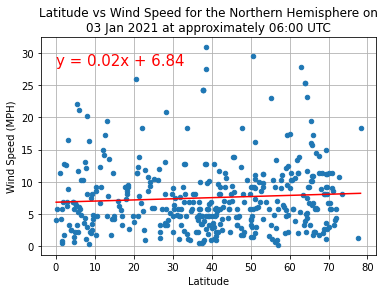 Latitude vs Wind Speed for the Northern Hemisphere on
03 Jan 2021 at approximately 06:00 UTC
y = 0.02x + 6.84
30
25
20
15
10
5
0
Wind Speed (MPH)
0 10 20 30 40 50 60 70 80
Latitude